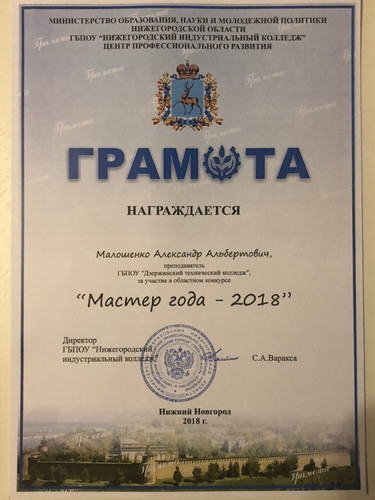 МИНИСТЕРСТВО ОБРАЗОВАНИЯ, НАУКИ И МОЛОДЕЖНОЙ ПОЛИТИКИ
НИЖЕГОРОДСКОЙ ОБЛАСТИ
ГБПОУ "НИЖЕГОРОДСКИЙ ИНДУСТРИАЛЬНЫЙ КОЛЛЕДЖ"
ЦЕНТР ПРОФЕССИОНАЛЬНОГО РАЗВИТИЯ
ГРАМОТА
НАГРАЖДАЕТСЯ
Малошенко Александр Альбертович,
преподаватель
ГБПОУ "Дзержинский технический колледж",
за участие в областном конкурсе
"Мастер года - 2018"
Директор
ГБПОУ "Нижегородский
индустриальный колледж"
С.А.Варакса
Нижний Новгород
2018 г.